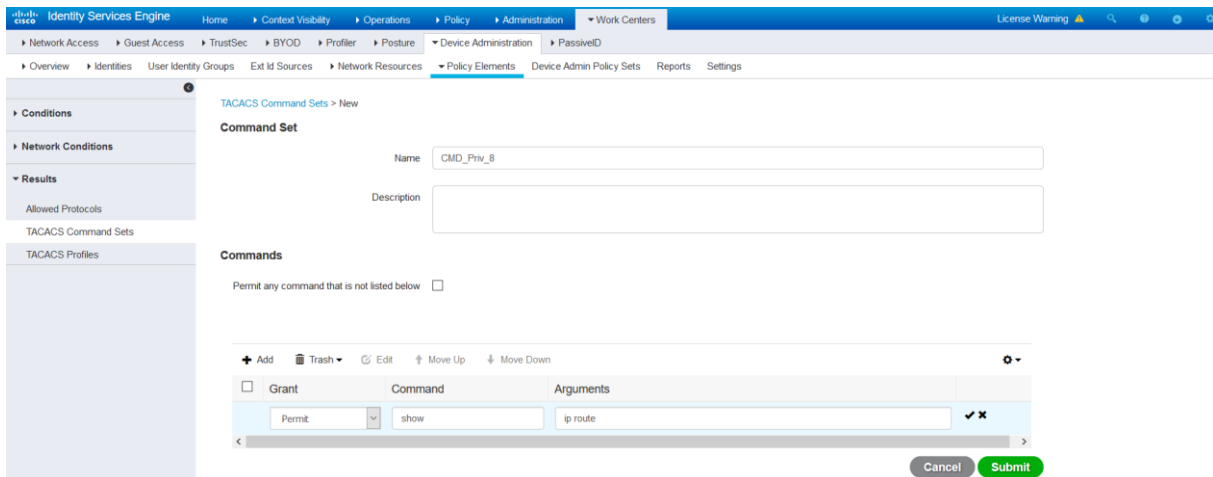 cisco Identity Services Engine Home Context Visibility Operations Policy Administration Work Centers License Warning
Network Access Guest Access TrustSec BYOD Profiler Posture Device Administration PassiveID
Overview Identities User Identity Groups Ext Id Sources Network Resources Policy Elements Device Admin Policy Sets Reports Settings
Conditions
Network Conditions
Results
Allowed Protocols
TACACS Command Sets
TACACS Profiles
TACACS Command Sets > New
Command Set
Name CMD_Priv_8
Description
Commands
Permit any command that is not listed below
Add Trash Edit Move Up Move Down
Grant Command Arguments
Permit show ip route
Cancel Submit